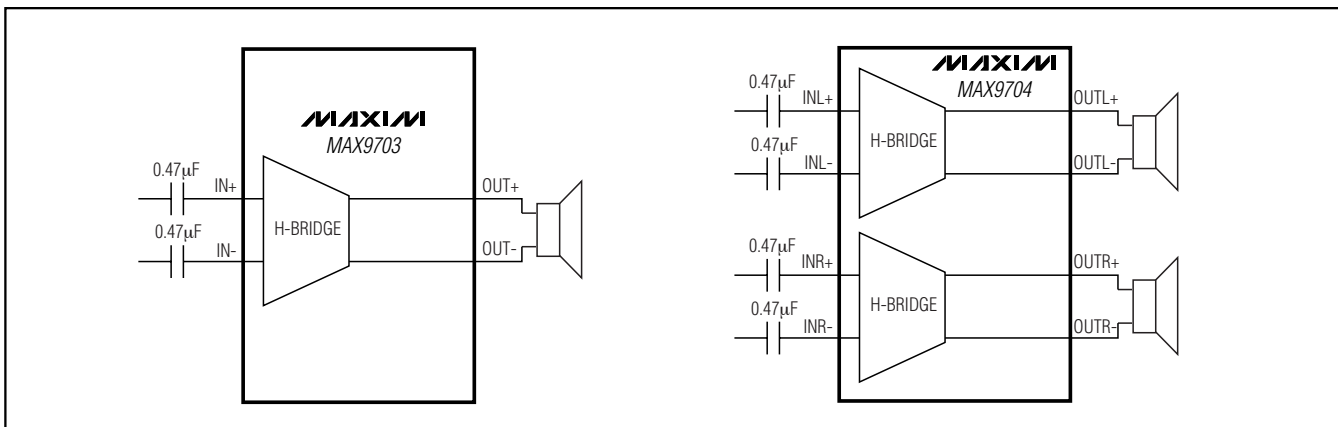 MAXIM
MAX9703
0.47µF
IN+
0.47µF
IN-
H-BRIDGE
OUT+
OUT-
MAXIM
MAX9704
0.47µF
INL+
0.47µF
INL-
H-BRIDGE
OUTL+
OUTL-
0.47µF
INR+
0.47µF
INR-
H-BRIDGE
OUTR+
OUTR-